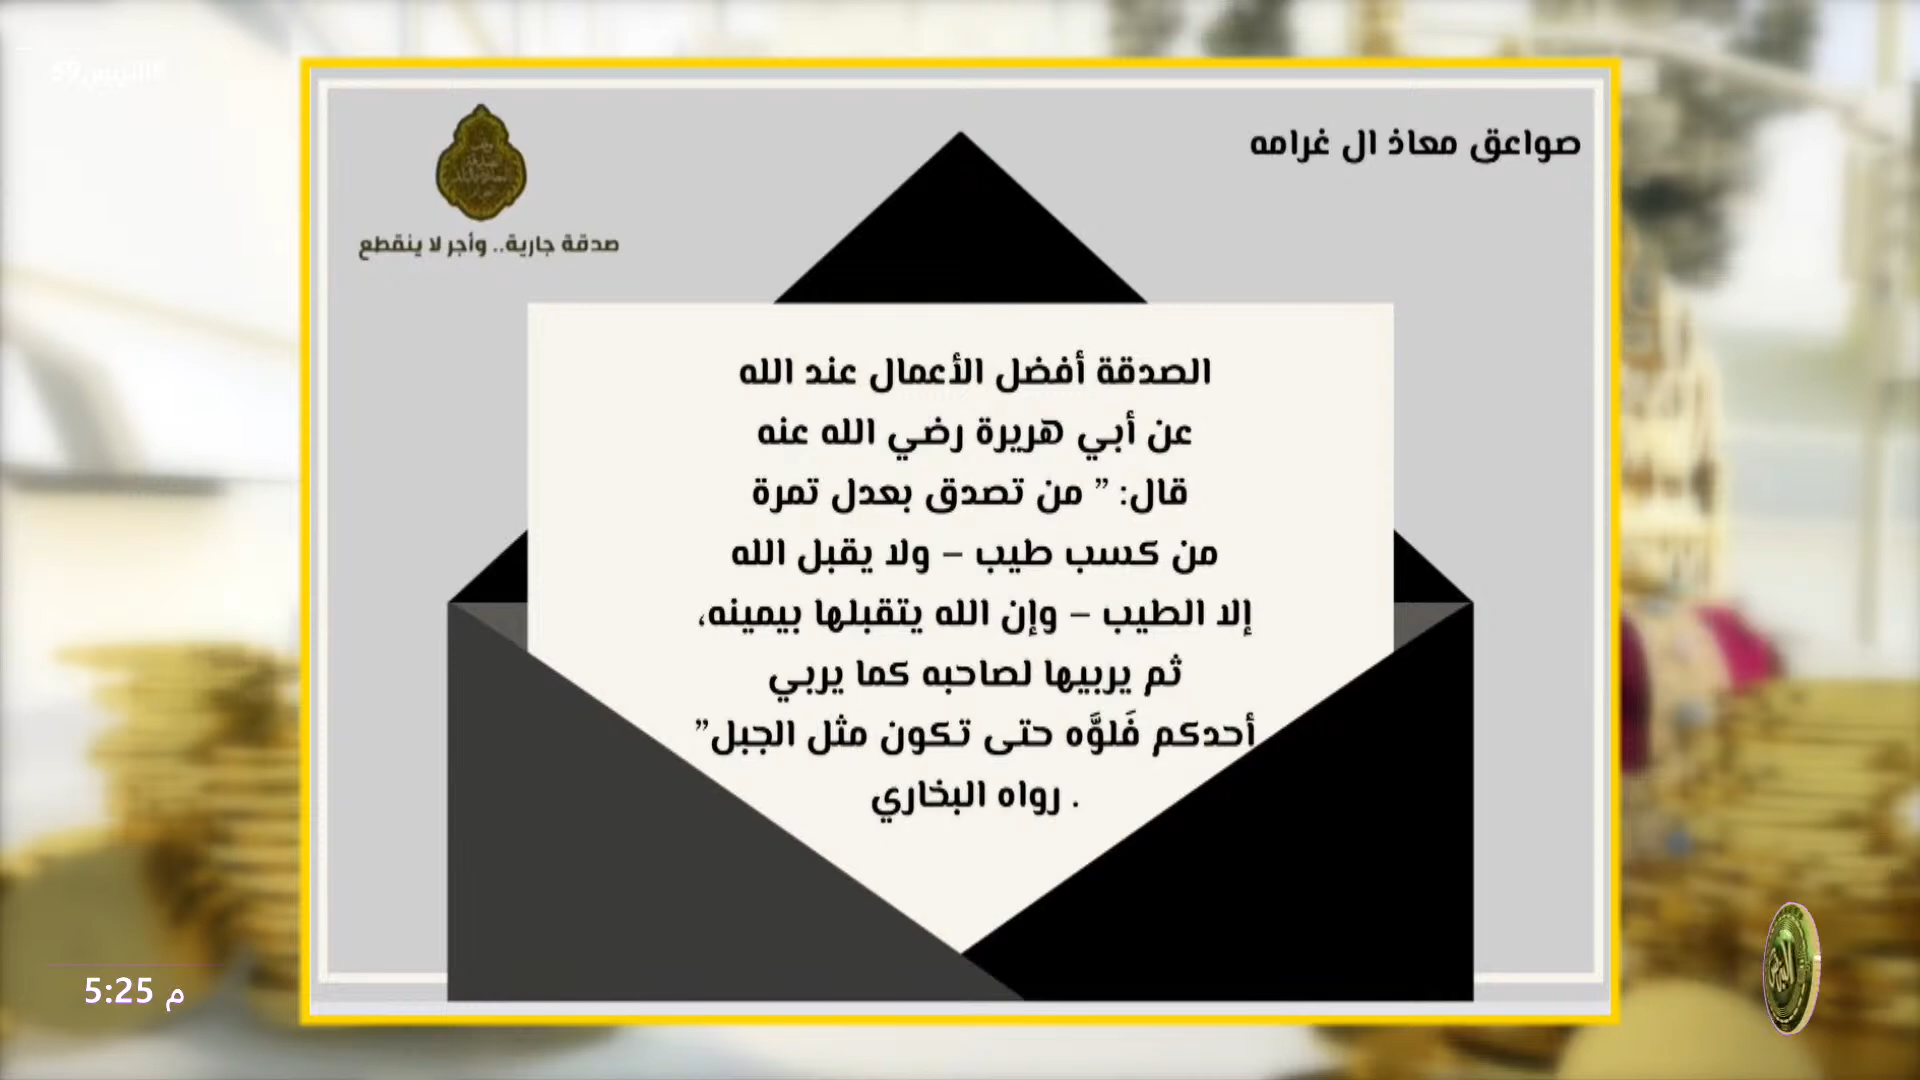 صواعق معاذ ال غرامه
صدقة جارية.. وأجر لا ينقطع
الصدقة أفضل الأعمال عند الله
عن أبي هريرة رضي الله عنه
قال: ” من تصدق بعدل تمرة
من كسب طيب – ولا يقبل الله
إلا الطيب – وإن الله يتقبلها بيمينه،
ثم يربيها لصاحبه كما يربي
أحدكم فَلوَّه حتى تكون مثل الجبل”
. رواه البخاري
5:25 م